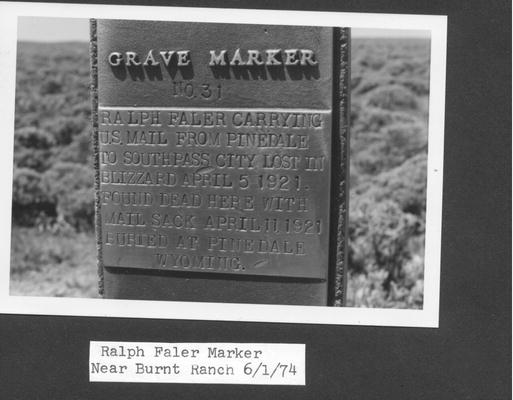 GRAVE MARKER
NO. 31
RALPH FALER CARRYING
U.S. MAIL FROM PINEDALE
TO SOUTH PASS CITY LOST IN
BLIZZARD APRIL 5 1921.
FOUND DEAD HERE WITH
MAIL SACK APRIL 11 1921
BURIED AT PINEDALE
WYOMING.
Ralph Faler Marker
Near Burnt Ranch 6/1/74